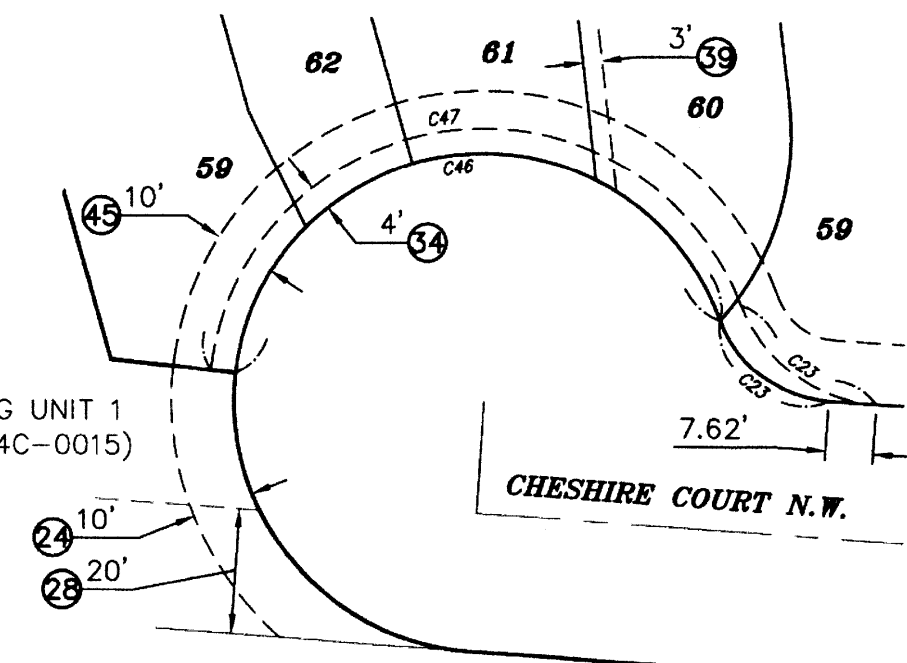 62
61
3' 39
60
C47
59
C46
45 10'
4' 34
59
C23
C23
G UNIT 1
4C-0015)
7.62'
CHESHIRE COURT N.W.
24 10'
28 20'